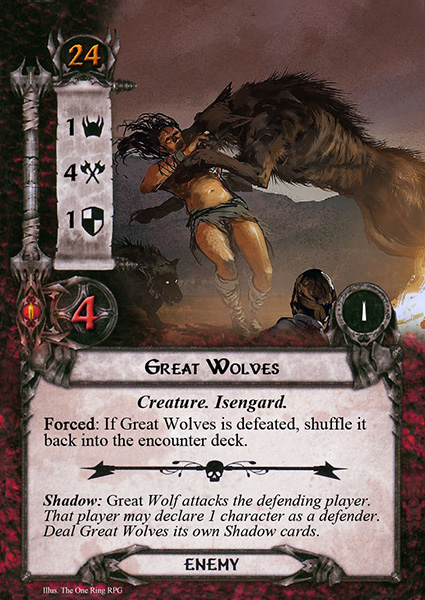 24
1
4
1
4
Great Wolves
Creature. Isengard.
Forced: If Great Wolves is defeated, shuffle it
back into the encounter deck.
Shadow: Great Wolf attacks the defending player.
That player may declare 1 character as a defender.
Deal Great Wolves its own Shadow cards.
ENEMY
Illus. The One Ring RPG